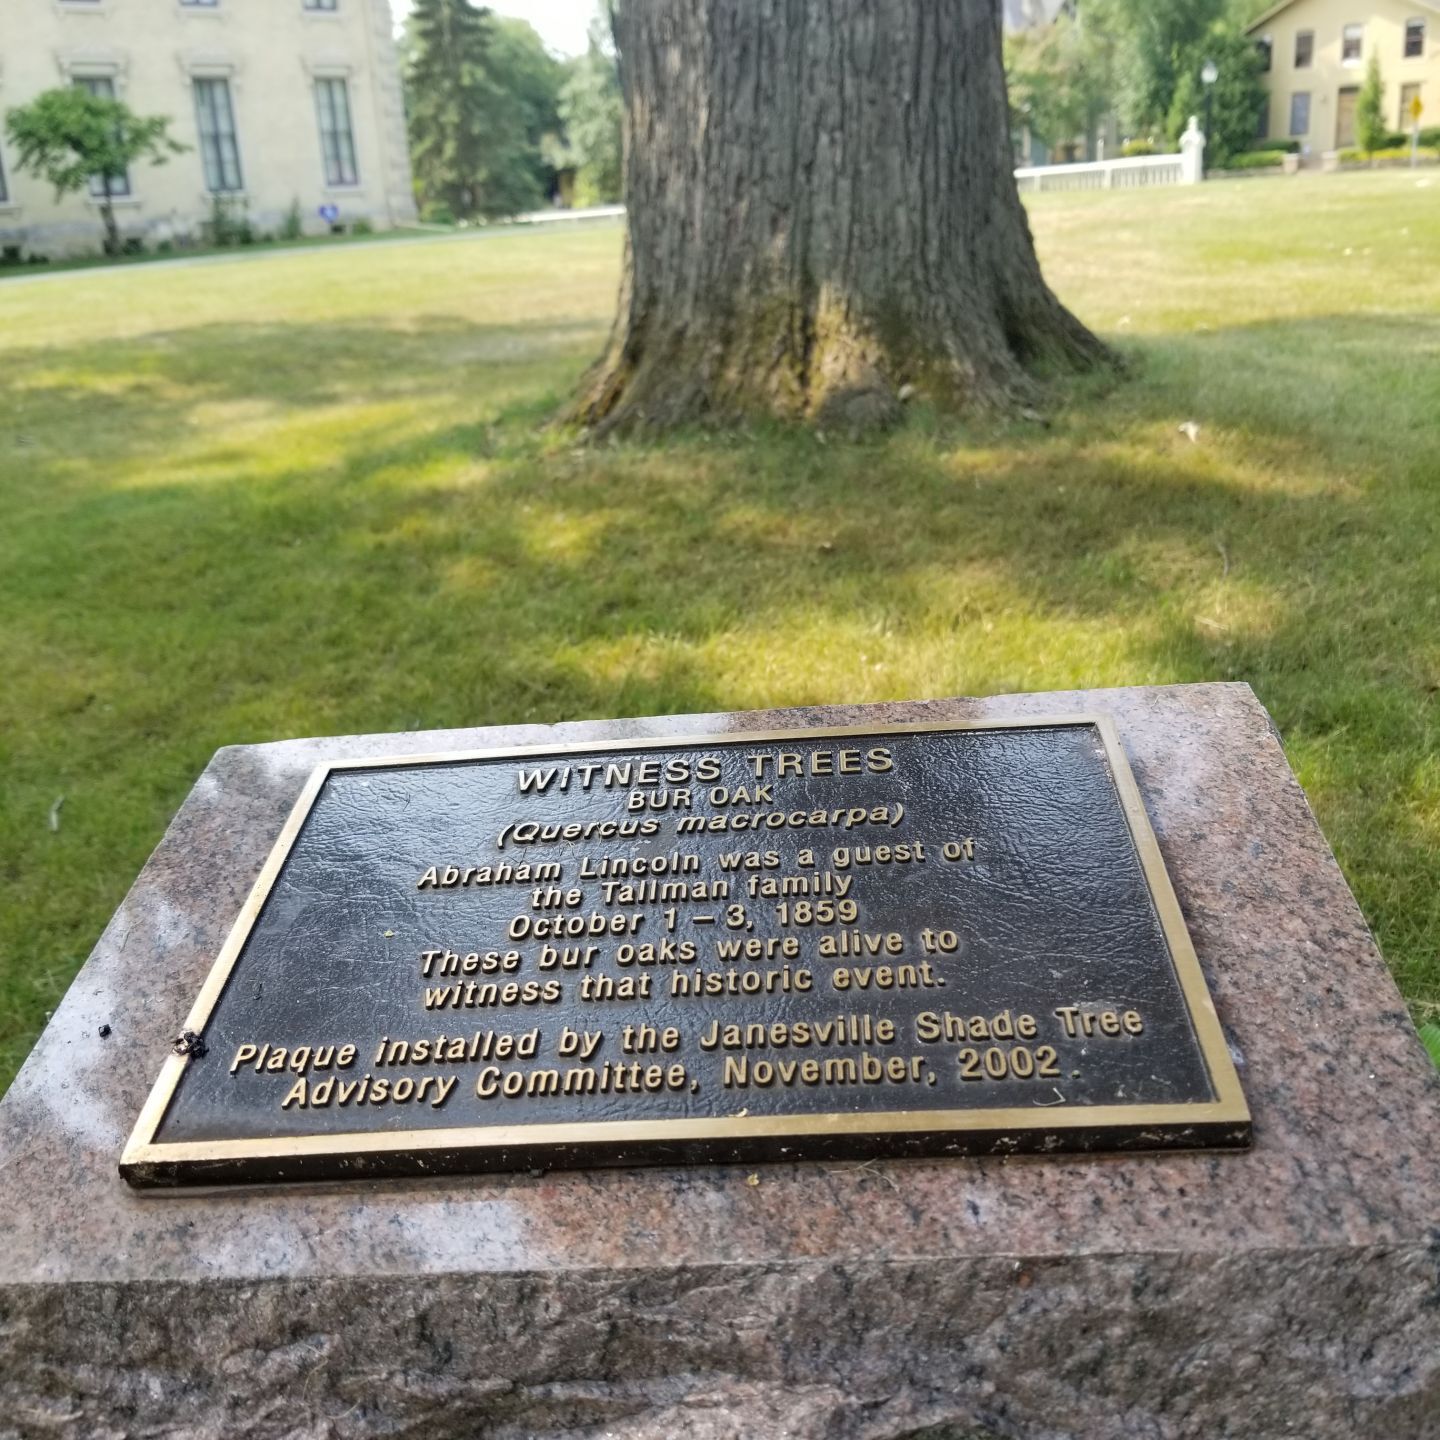 WITNESS TREES
BUR OAK
(Quercus macrocarpa)
Abraham Lincoln was a guest of
the Tallman family
October 1 – 3, 1859
These bur oaks were alive to
witness that historic event.
Plaque installed by the Janesville Shade Tree
Advisory Committee, November, 2002.